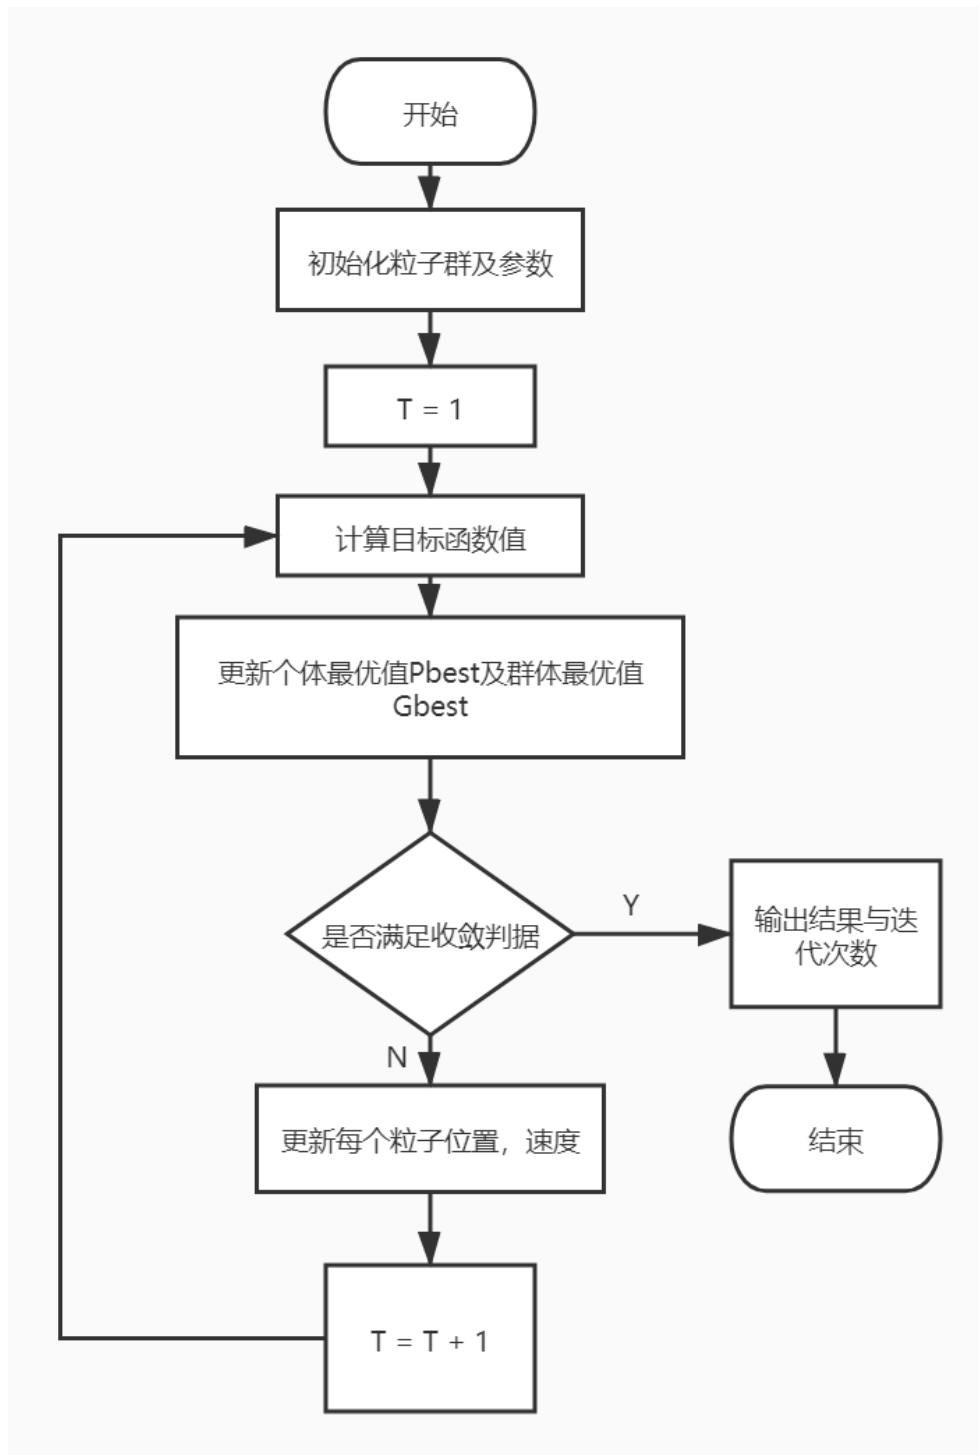 开始
初始化粒子群及参数
T = 1
计算目标函数值
更新个体最优值Pbest及群体最优值
Gbest
是否满足收敛判据
Y
输出结果与迭
代次数
N
更新每个粒子位置，速度
结束
T = T + 1